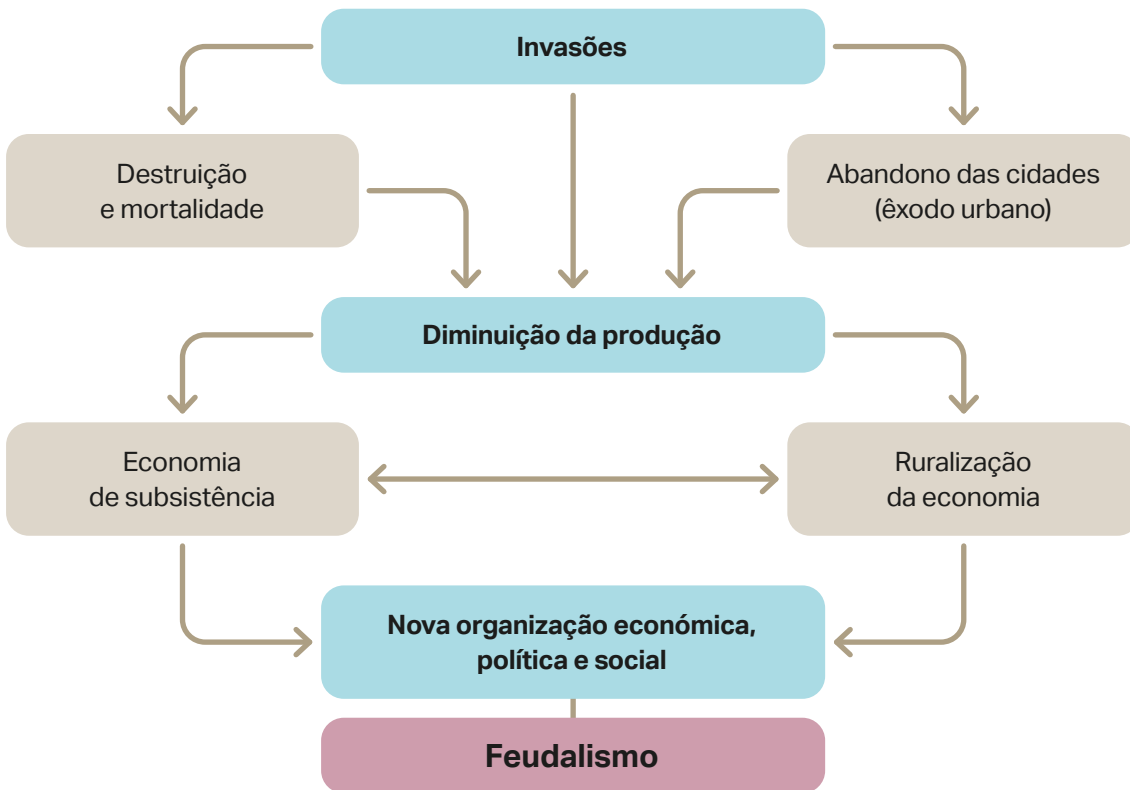 Invasões
Destruição
e mortalidade
Abandono das cidades
(êxodo urbano)
Diminuição da produção
Economia
de subsistência
Ruralização
da economia
Nova organização económica,
política e social
Feudalismo